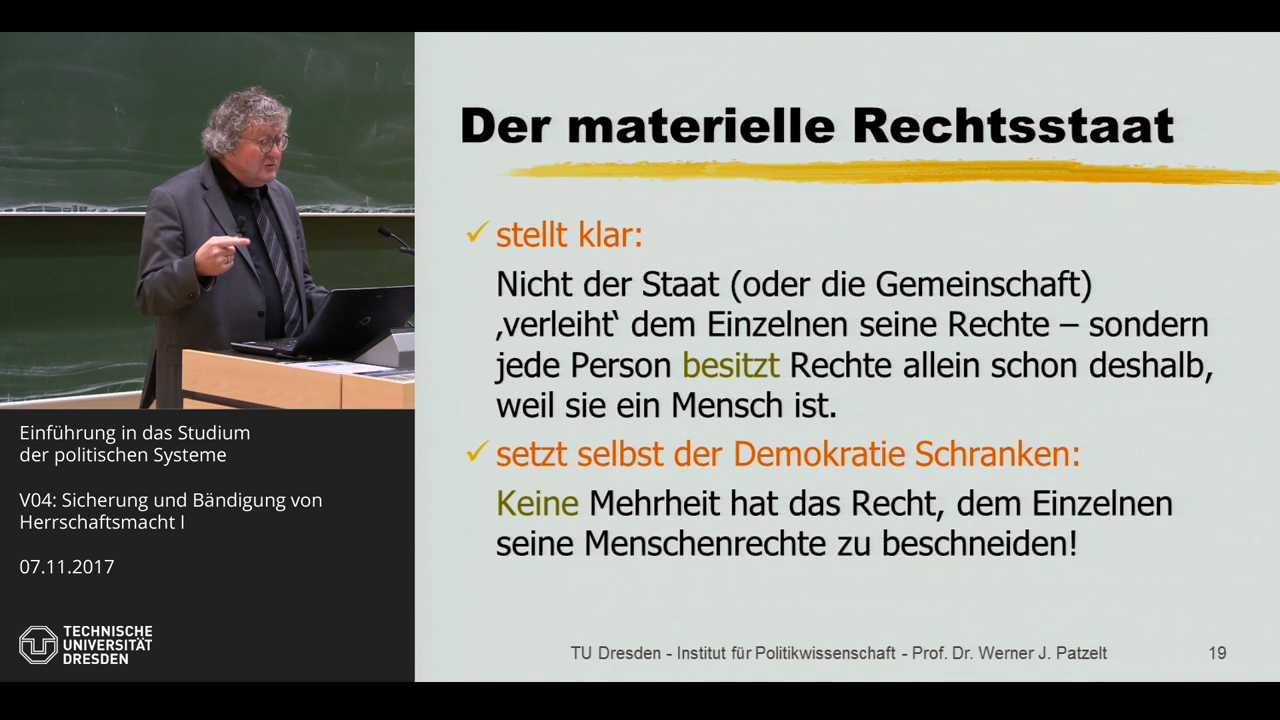 Der materielle Rechtsstaat
✓ stellt klar:
Nicht der Staat (oder die Gemeinschaft)
‚verleiht‘ dem Einzelnen seine Rechte – sondern
jede Person besitzt Rechte allein schon deshalb,
weil sie ein Mensch ist.
✓ setzt selbst der Demokratie Schranken:
Keine Mehrheit hat das Recht, dem Einzelnen
seine Menschenrechte zu beschneiden!
TU Dresden - Institut für Politikwissenschaft - Prof. Dr. Werner J. Patzelt
19
Einführung in das Studium
der politischen Systeme
V04: Sicherung und Bändigung von
Herrschaftsmacht I
07.11.2017
TECHNISCHE
UNIVERSITÄT
DRESDEN